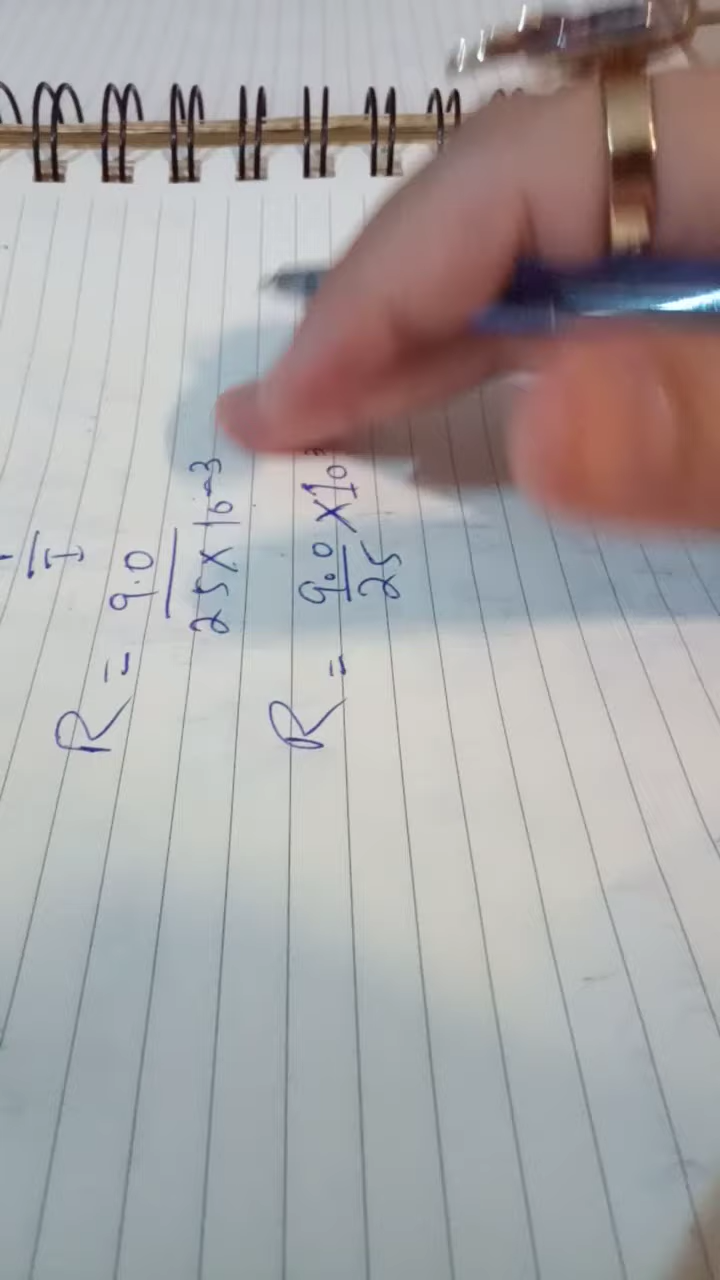 I
R = 9.0 / 25 × 10⁻³
R = 9.0 / 25 × 10³